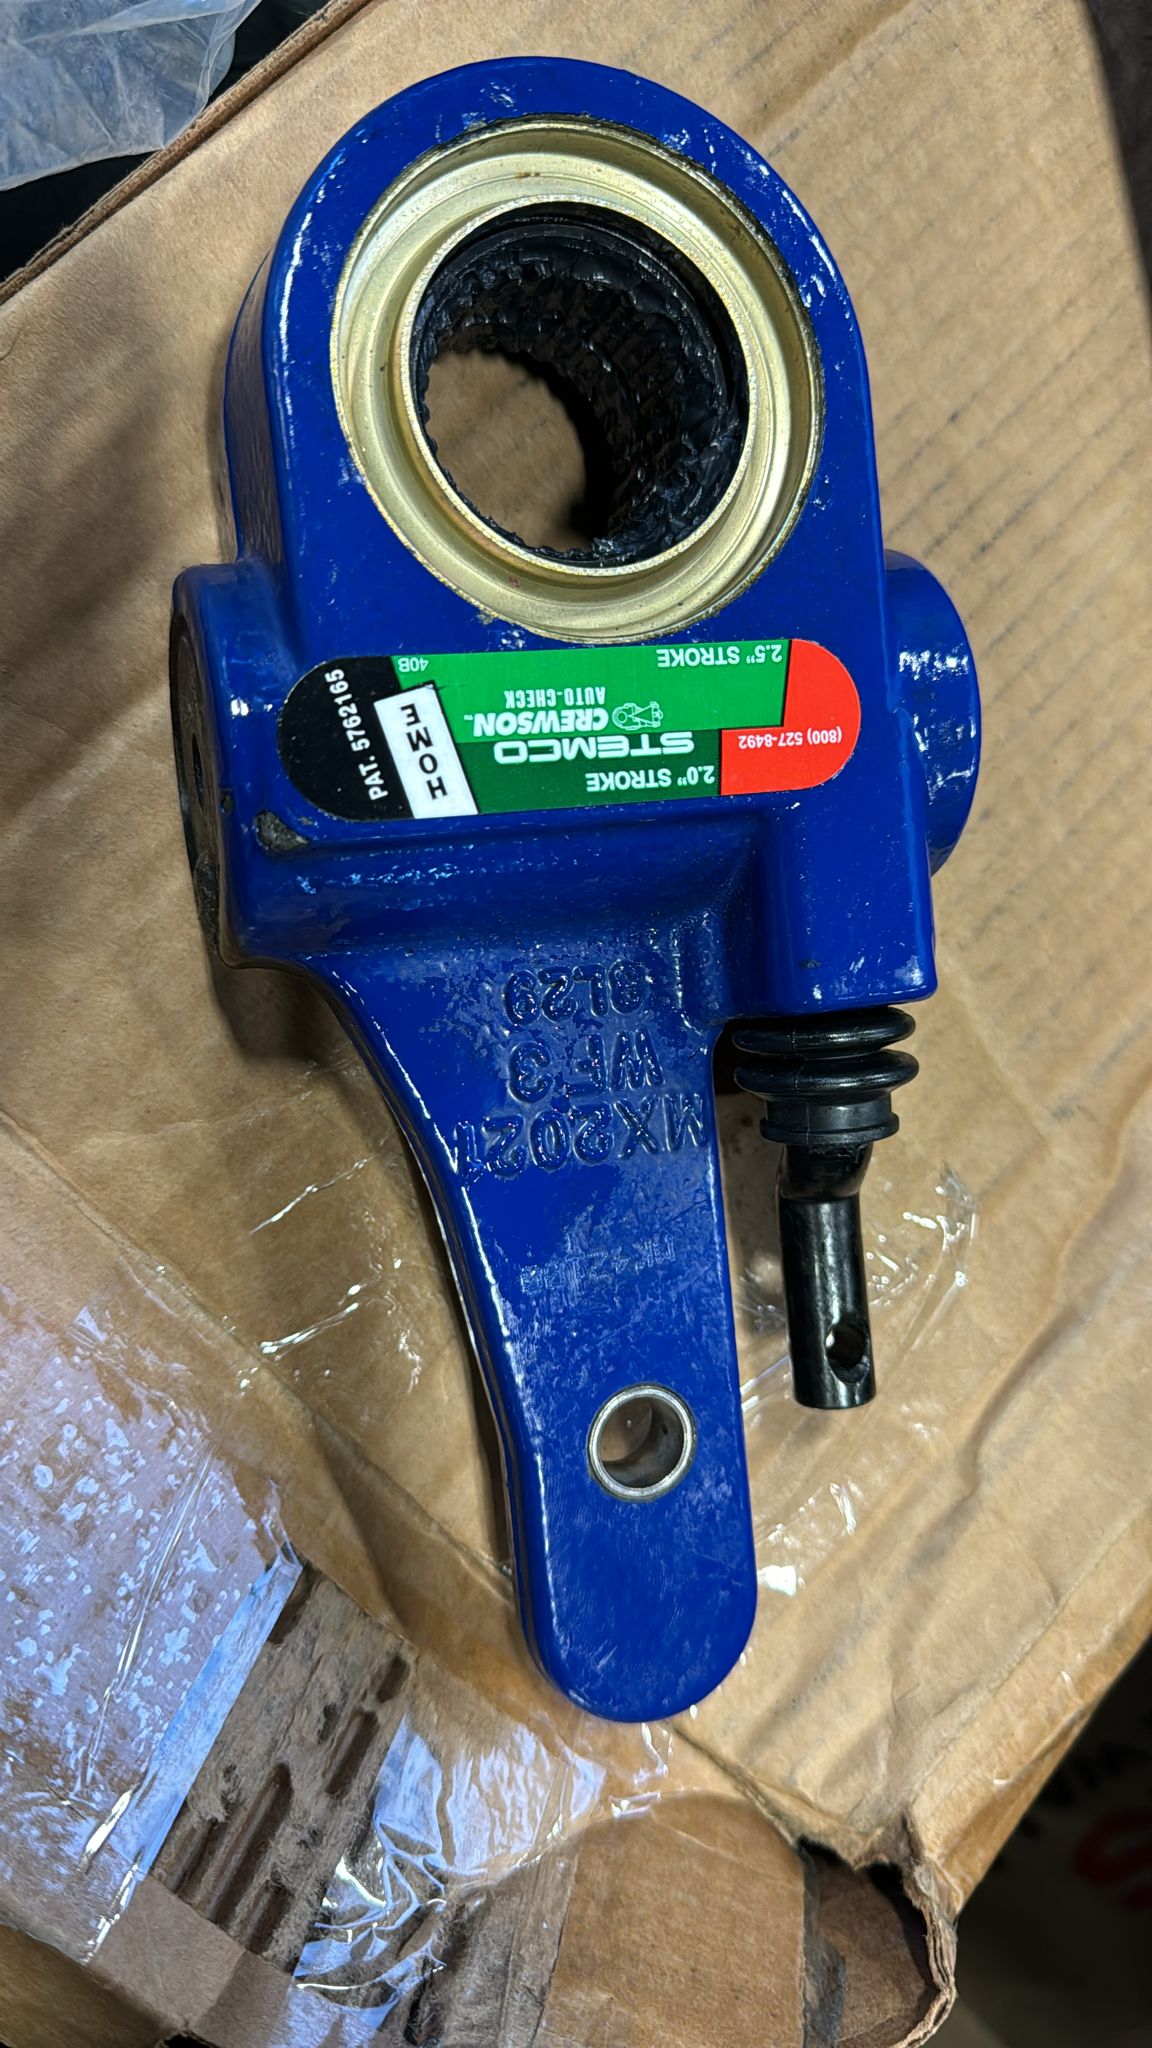 PAT. 5762165
HOME
2.0" STROKE
STEMCO
CREWSON™
AUTO-CHECK
2.5" STROKE
40B
(800) 527-8492
MX2021
WF3
8L29